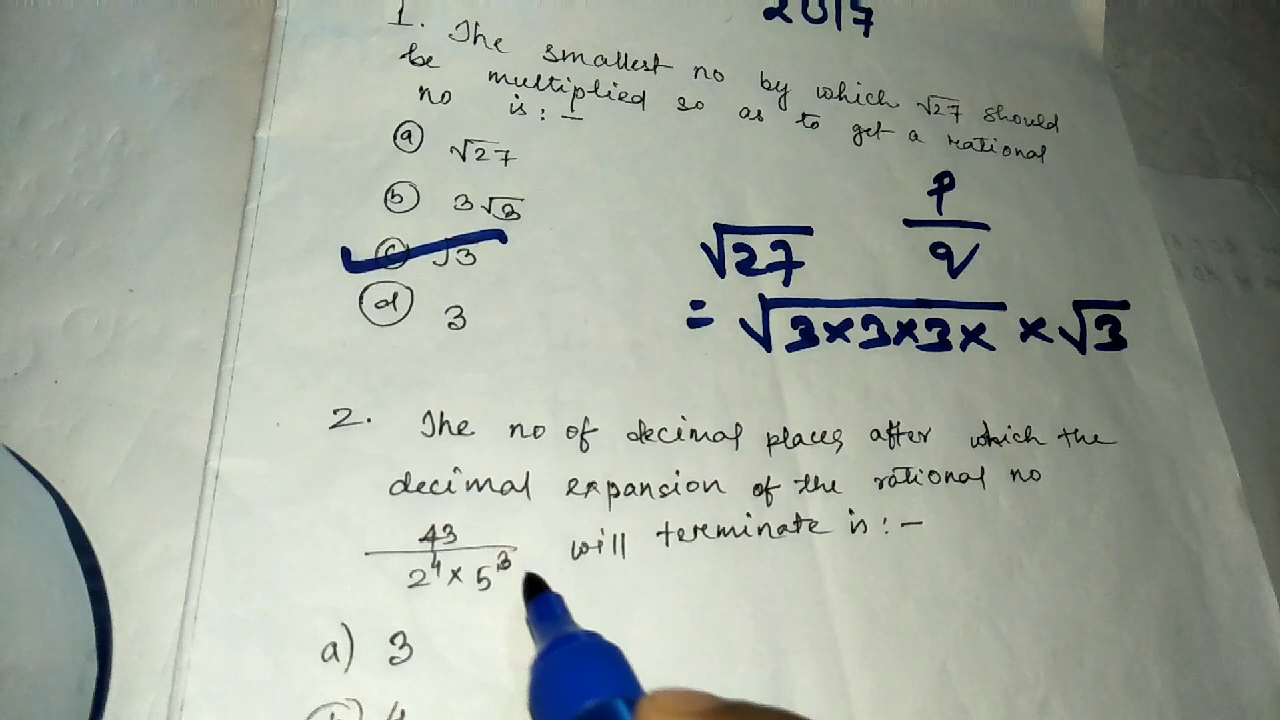 2017
1. The smallest no by which √27 should
be multiplied so as to get a rational
no is:-
(a) √27
(b) 3√3
(c) √3
(d) 3
p
q
√27
= √3×3×3× × √3
2. The no of decimal places after which the
decimal expansion of the rational no
43
2⁴ × 5³ will terminate is:-
a) 3
(b) 4